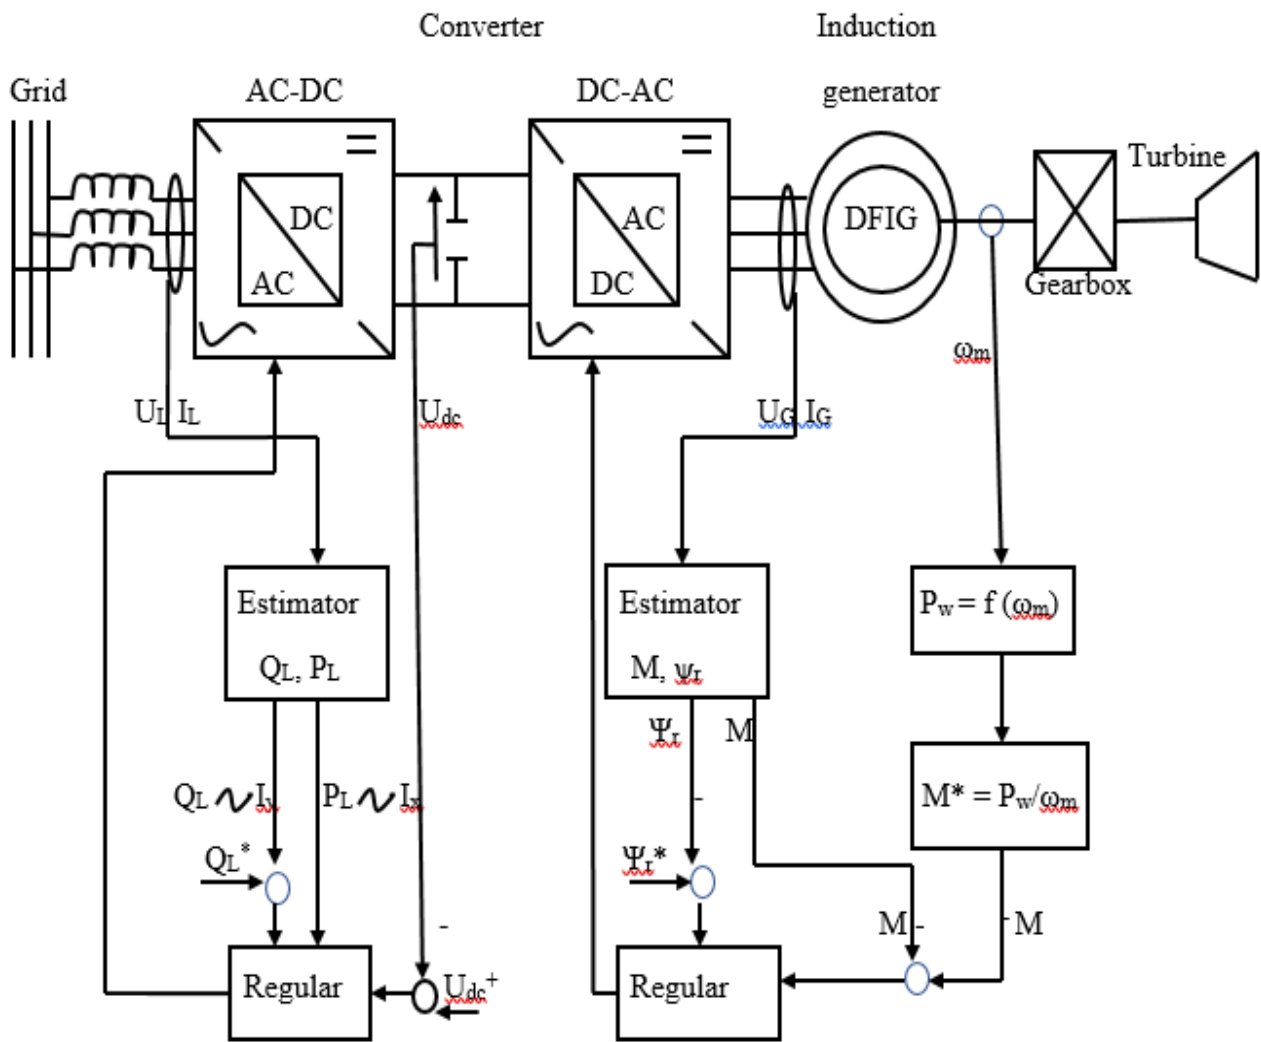 Converter
Induction
Grid
AC-DC
DC-AC
generator
Turbine
DC
AC
AC
DC
DFIG
Gearbox
ωm
UL IL
Udc
UG IG
Estimator
QL, PL
Estimator
M, ψr
Pw = f (ωm)
Ψr
M
QL ∿ Iy
PL ∿ Ix
-
M* = Pw/ωm
QL*
Ψr*
-
M -
- M
Regular
Udc+
Regular